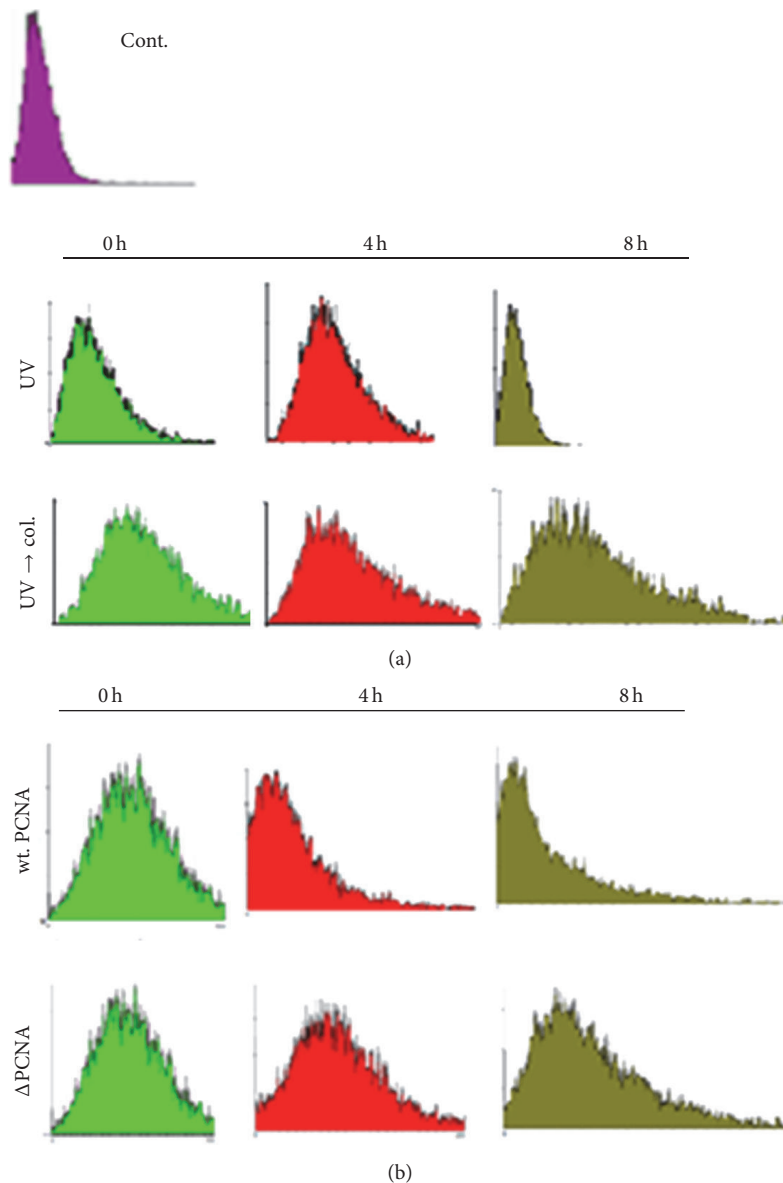 Cont.
0 h 4 h 8 h
UV
UV → col.
(a)
0 h 4 h 8 h
wt. PCNA
ΔPCNA
(b)